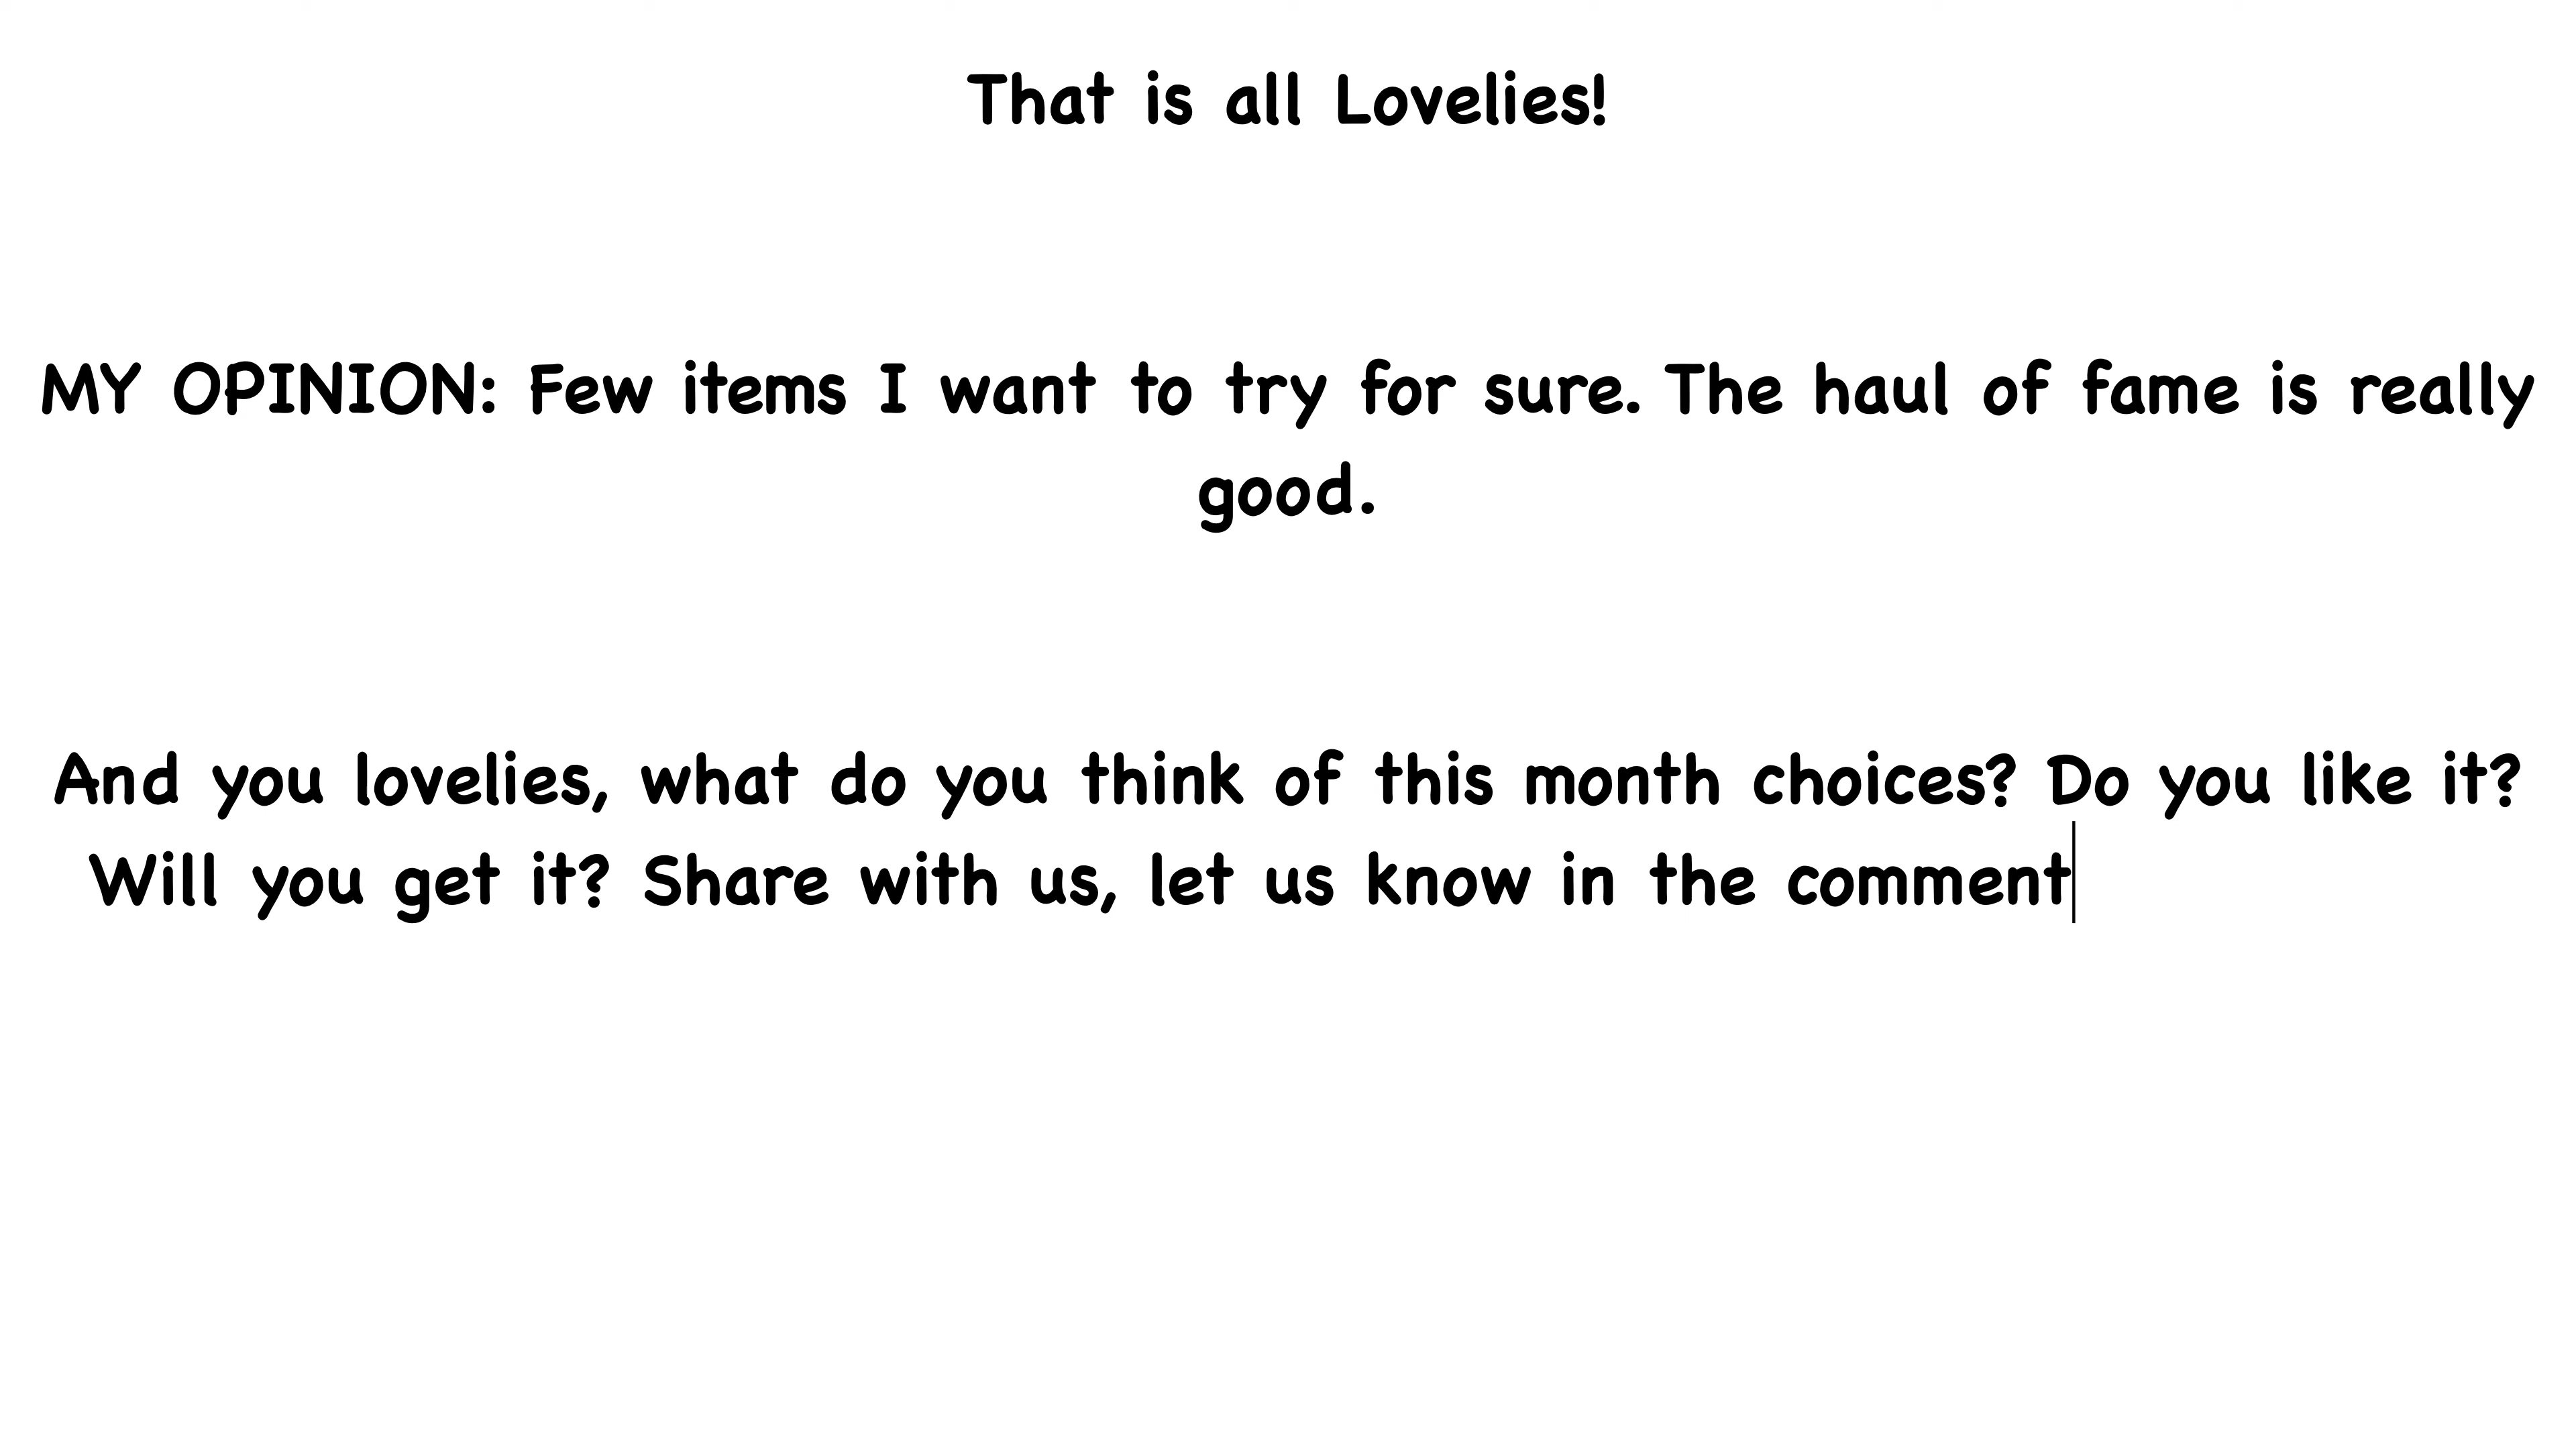 That is all Lovelies!
MY OPINION: Few items I want to try for sure. The haul of fame is really
good.
And you lovelies, what do you think of this month choices? Do you like it?
Will you get it? Share with us, let us know in the comment